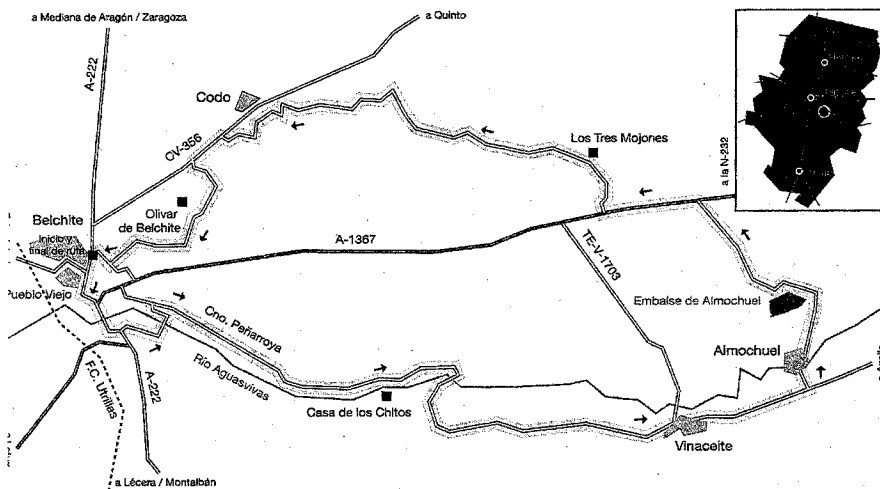 a Mediana de Aragón / Zaragoza
a Quinto
A-222
Codo
CV-356
Los Tres Mojones
a la N-232
Olivar
de Belchite
Belchite
Inicio y
final de ruta
A-1367
TE-V-1703
Pueblo Viejo
Embalse de Almochuel
Cno. Peñarroya
Almochuel
Río Aguasvivas
F.C. Utrillas
A-222
Casa de los Chitos
Vinaceite
a Lécera / Montalbán